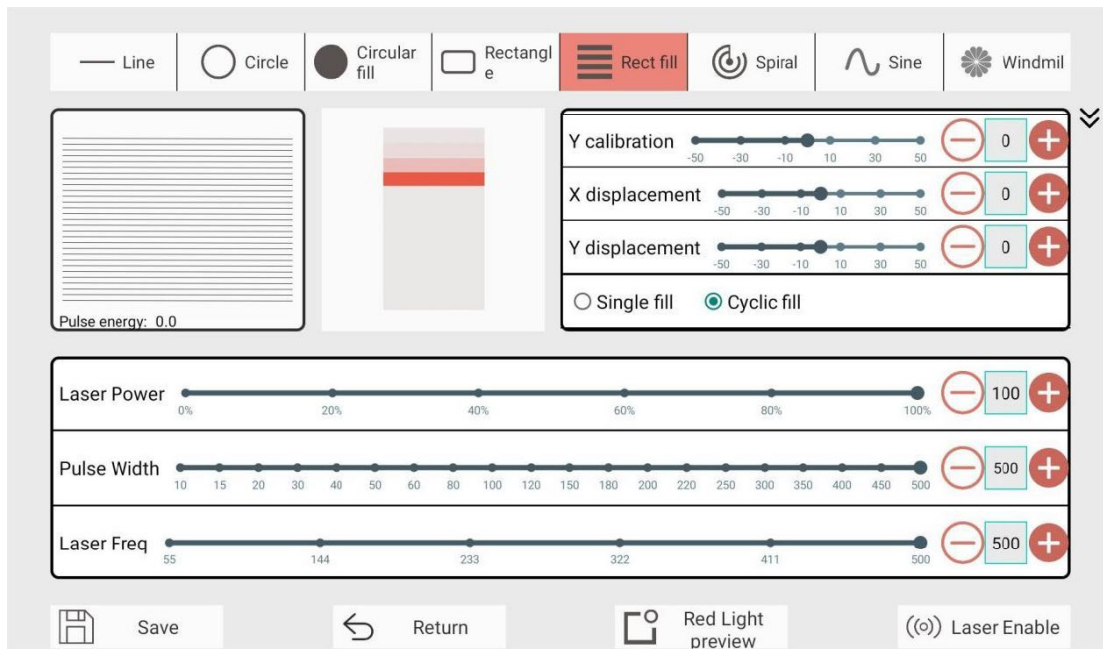 Line
Circle
Circular
fill
Rectangl
e
Rect fill
Spiral
Sine
Windmil
Pulse energy: 0.0
Y calibration
-50 -30 -10 10 30 50
0
X displacement
-50 -30 -10 10 30 50
0
Y displacement
-50 -30 -10 10 30 50
0
Single fill
Cyclic fill
Laser Power
0% 20% 40% 60% 80% 100%
100
Pulse Width
10 15 20 30 40 50 60 80 100 120 150 180 200 220 250 300 350 400 450 500
500
Laser Freq
55 144 233 322 411 500
500
Save
Return
Red Light
preview
Laser Enable